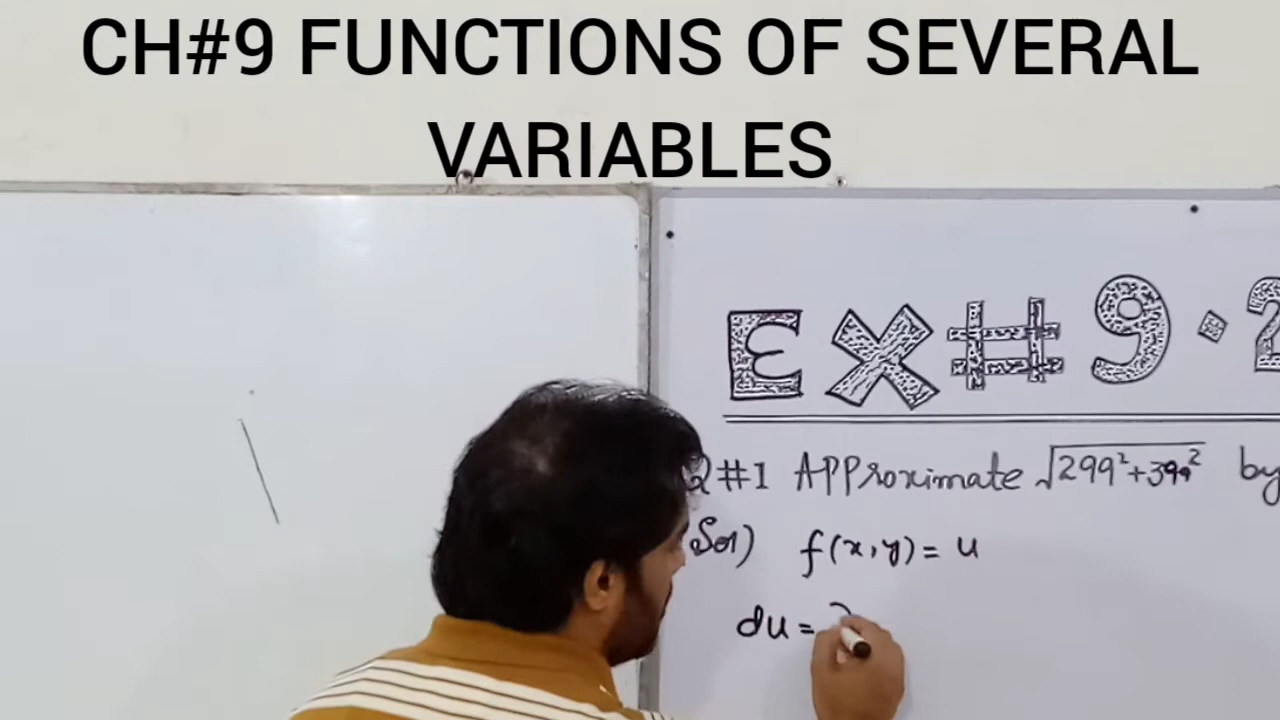 CH#9 FUNCTIONS OF SEVERAL
VARIABLES
EX#9.2
Q#1 APProximate √299²+399² by
Sol) f(x,y) = u
du =